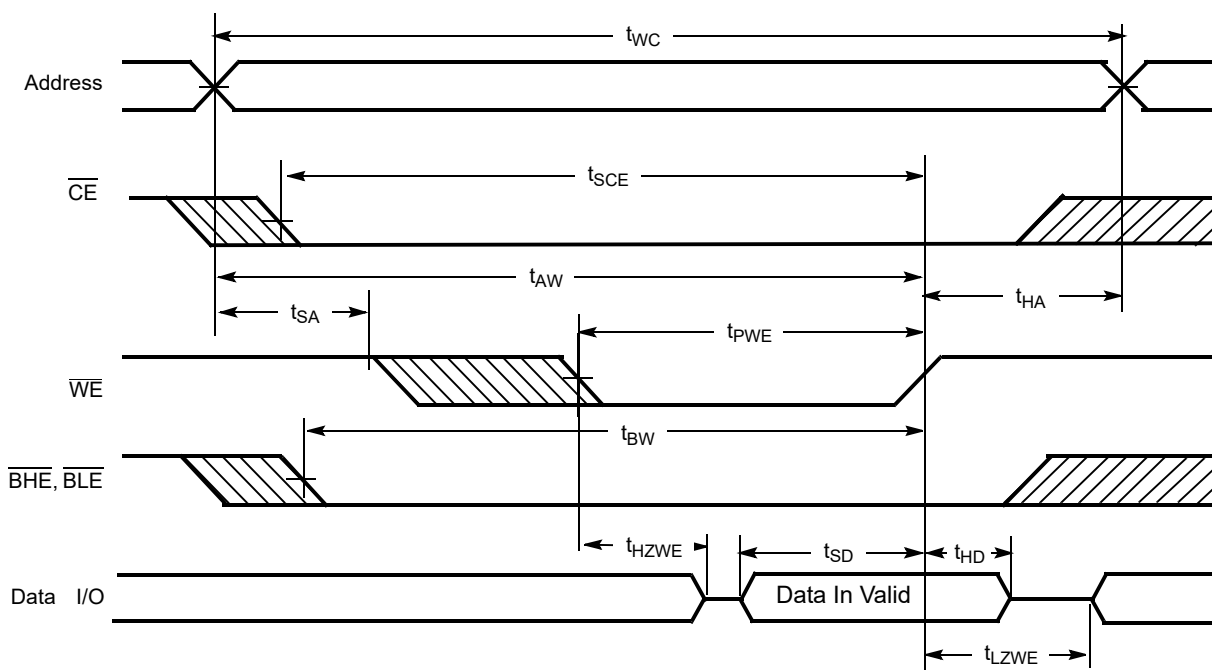 tWC
Address
tSCE
CE
tAW
tSA
tHA
tPWE
WE
tBW
BHE, BLE
tHZWE
tSD
tHD
Data I/O
Data In Valid
tLZWE